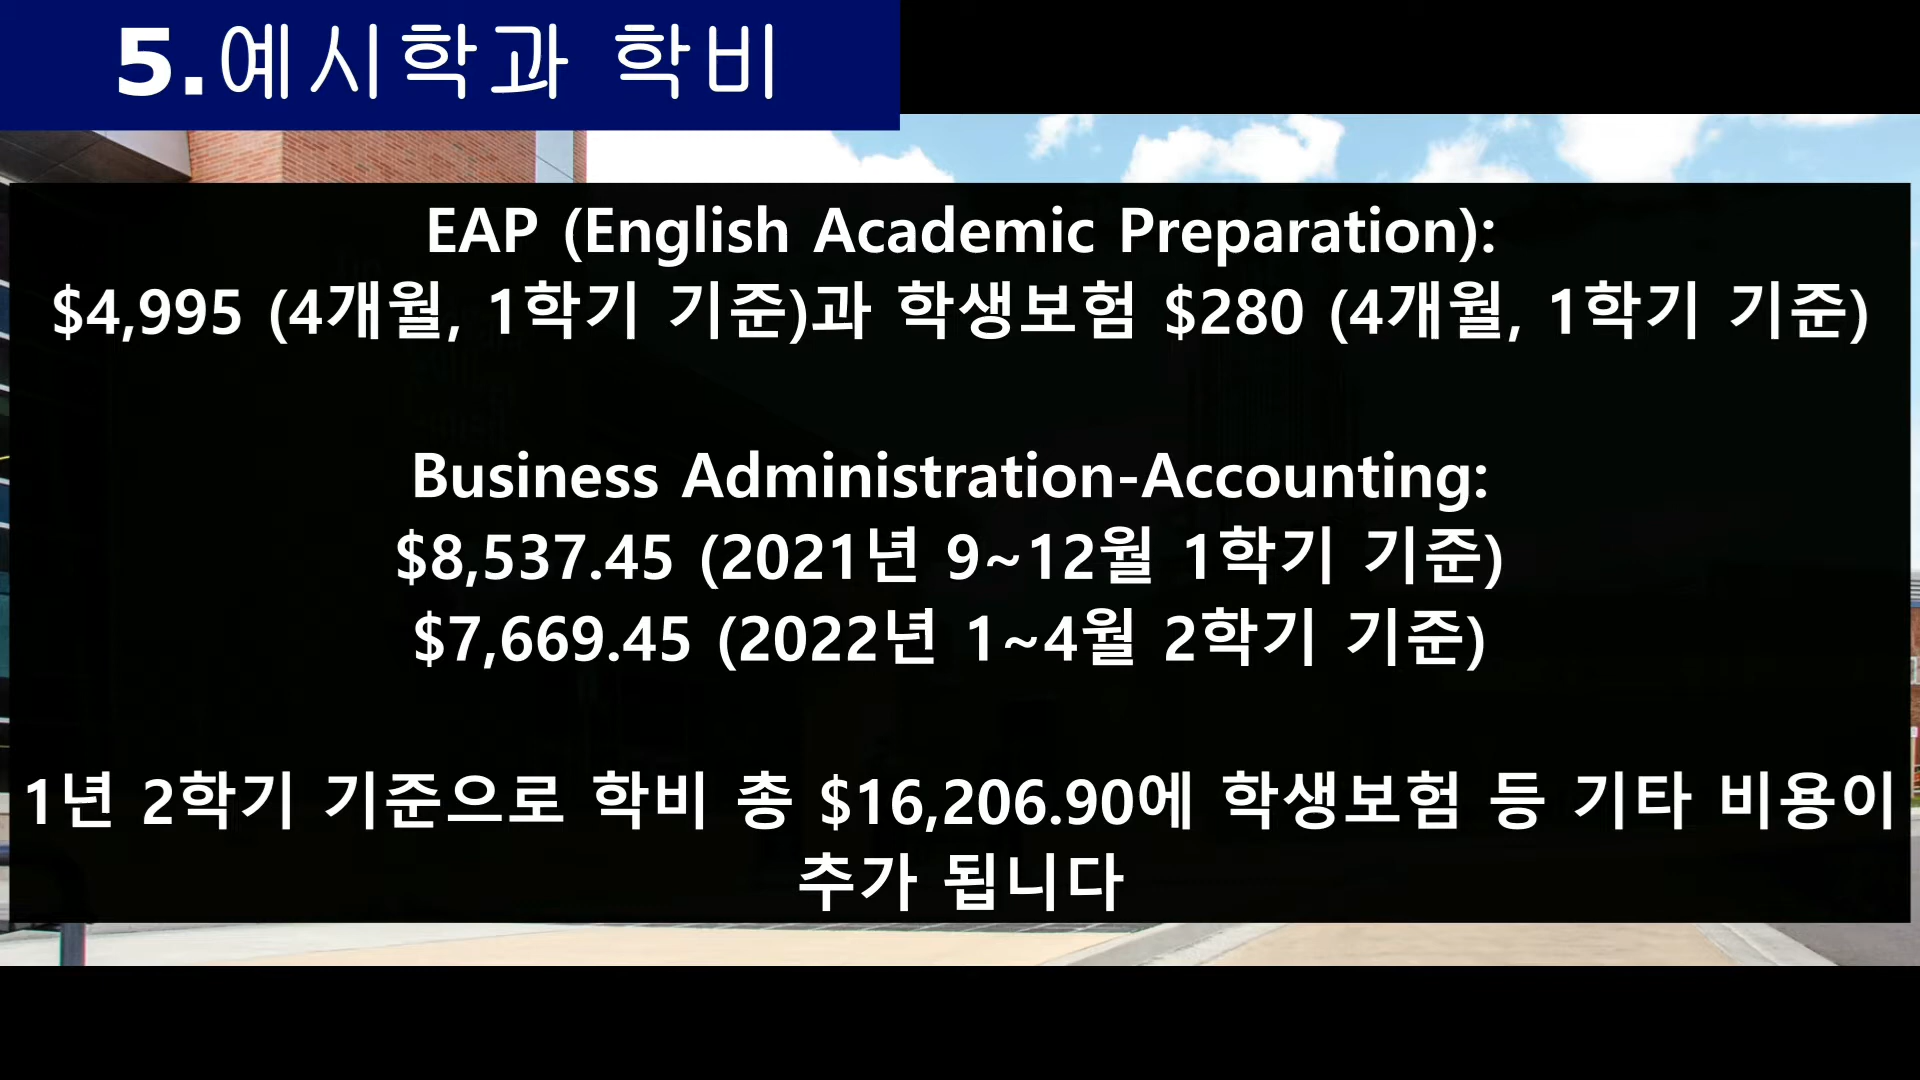 5.예시학과 학비
EAP (English Academic Preparation):
$4,995 (4개월, 1학기 기준)과 학생보험 $280 (4개월, 1학기 기준)
Business Administration-Accounting:
$8,537.45 (2021년 9~12월 1학기 기준)
$7,669.45 (2022년 1~4월 2학기 기준)
1년 2학기 기준으로 학비 총 $16,206.90에 학생보험 등 기타 비용이
추가 됩니다